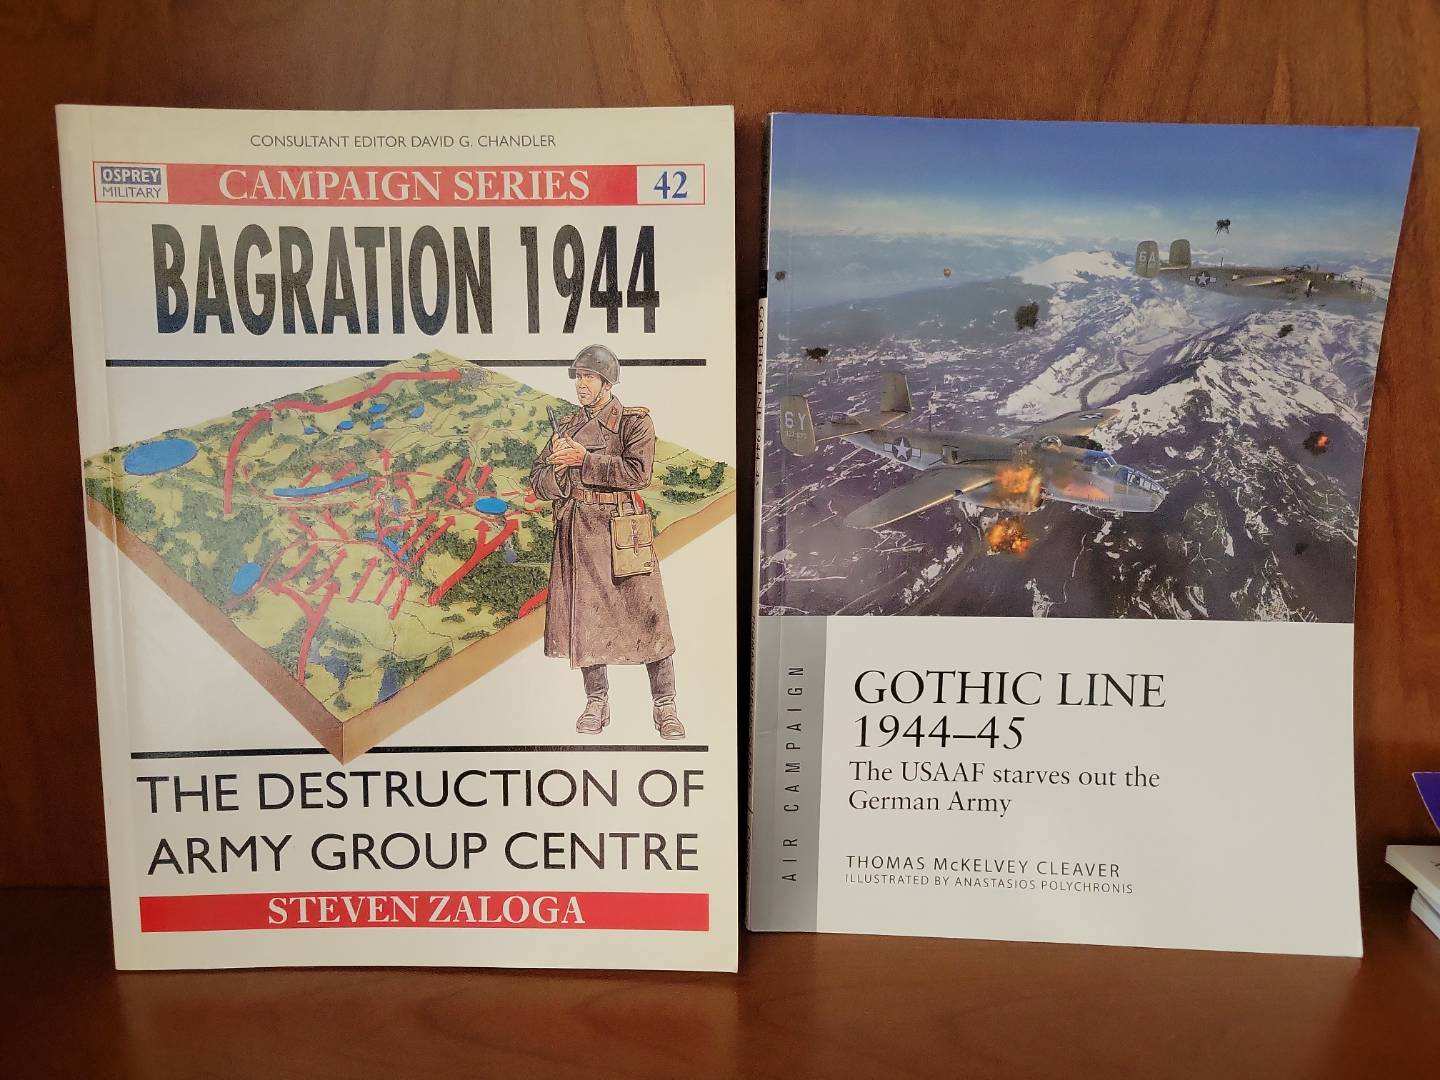 CONSULTANT EDITOR DAVID G. CHANDLER
OSPREY
MILITARY
CAMPAIGN SERIES
42
BAGRATION 1944
THE DESTRUCTION OF
ARMY GROUP CENTRE
STEVEN ZALOGA
6A
6Y
AIR CAMPAIGN
GOTHIC LINE
1944–45
The USAAF starves out the
German Army
THOMAS McKELVEY CLEAVER
ILLUSTRATED BY ANASTASIOS POLYCHRONIS